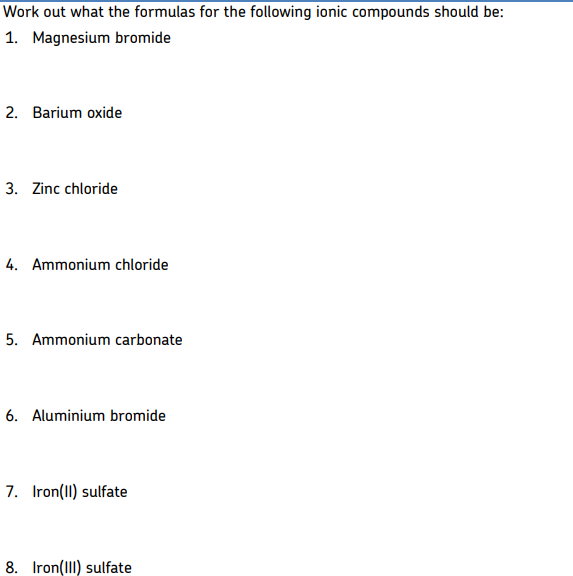 Work out what the formulas for the following ionic compounds should be:
1. Magnesium bromide
2. Barium oxide
3. Zinc chloride
4. Ammonium chloride
5. Ammonium carbonate
6. Aluminium bromide
7. Iron(II) sulfate
8. Iron(III) sulfate